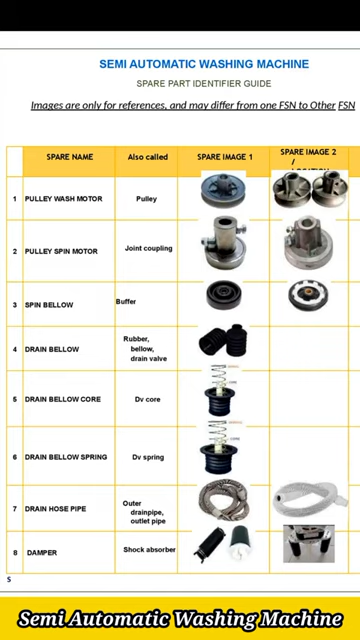 SEMI AUTOMATIC WASHING MACHINE
SPARE PART IDENTIFIER GUIDE
Images are only for references, and may differ from one FSN to Other FSN
SPARE NAME Also called SPARE IMAGE 1 SPARE IMAGE 2
/
LOCATION
1 PULLEY WASH MOTOR Pulley
2 PULLEY SPIN MOTOR Joint coupling
3 SPIN BELLOW Buffer
4 DRAIN BELLOW Rubber,
bellow,
drain valve
5 DRAIN BELLOW CORE Dv core
CORE
6 DRAIN BELLOW SPRING Dv spring
CORE
7 DRAIN HOSE PIPE Outer
drainpipe,
outlet pipe
8 DAMPER Shock absorber
S
Semi Automatic Washing Machine